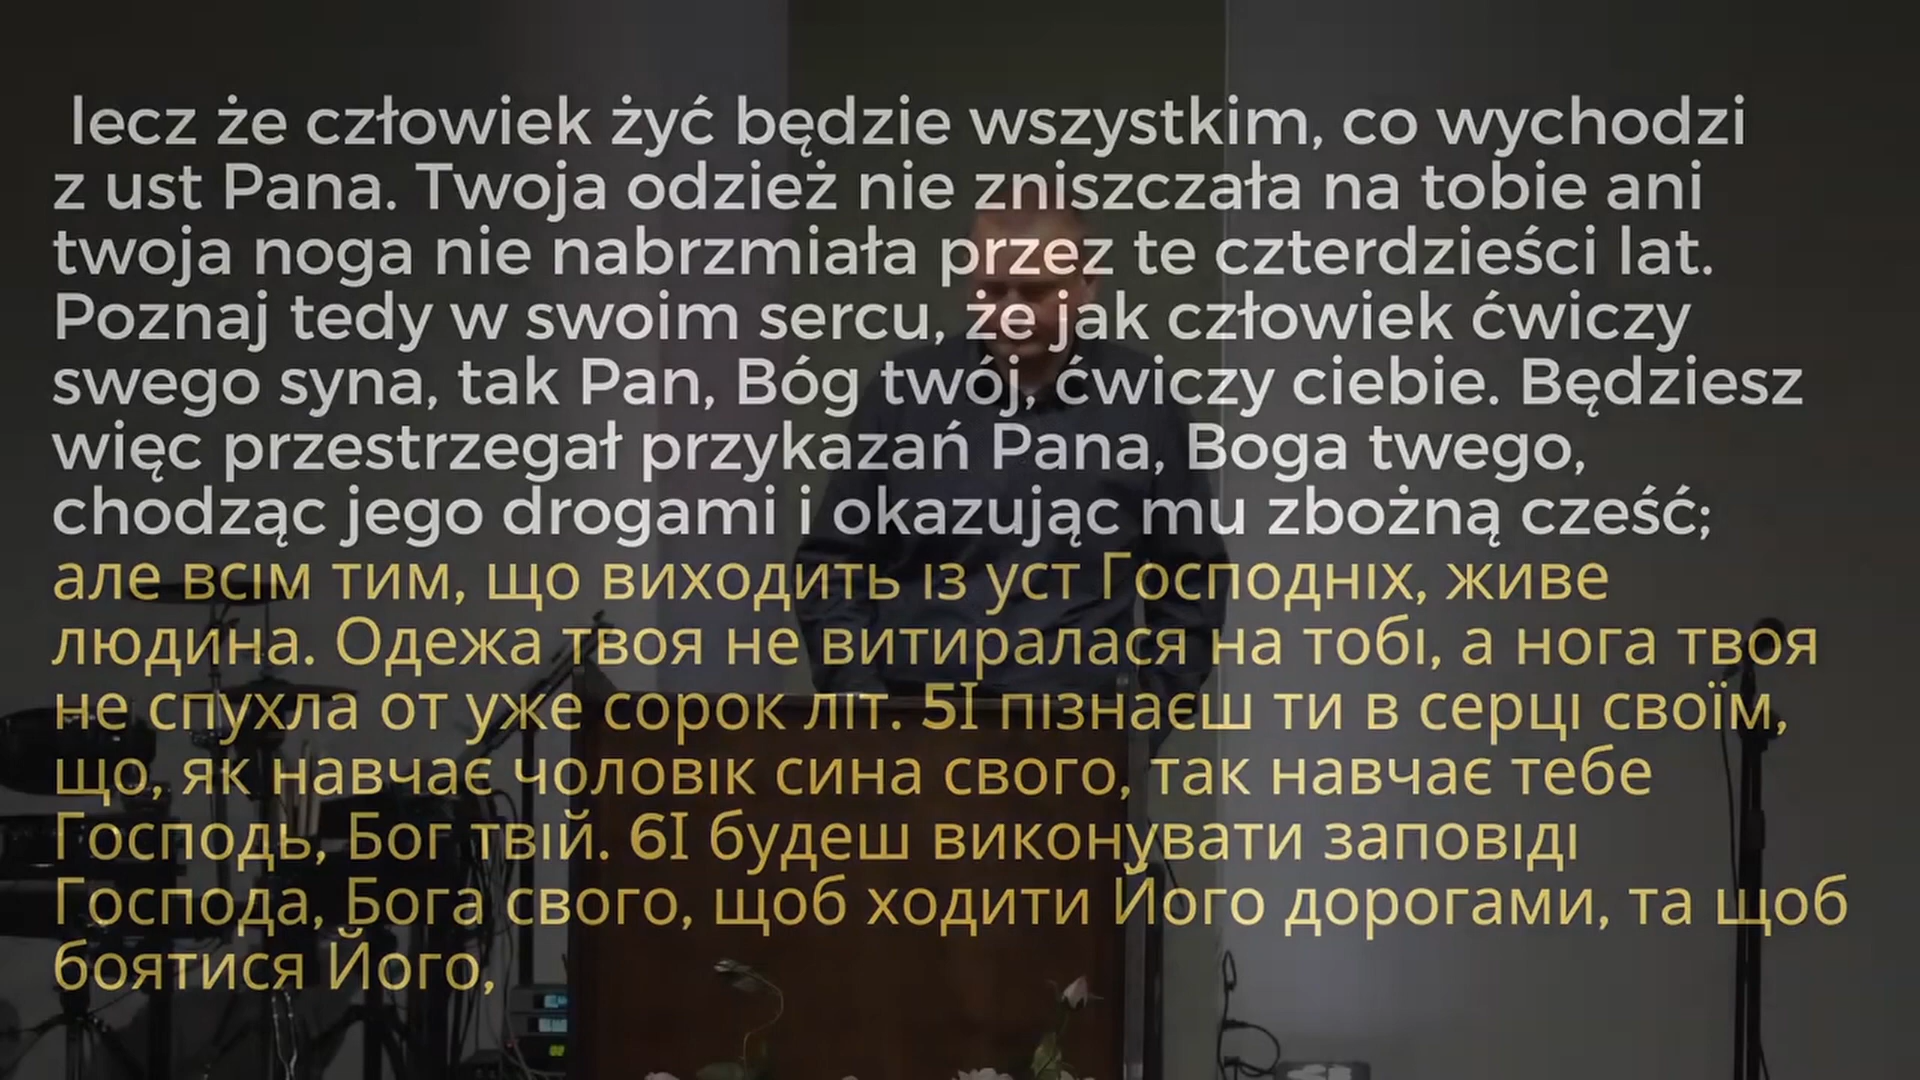 lecz że człowiek żyć będzie wszystkim, co wychodzi
z ust Pana. Twoja odzież nie zniszczała na tobie ani
twoja noga nie nabrzmiała przez te czterdzieści lat.
Poznaj tedy w swoim sercu, że jak człowiek ćwiczy
swego syna, tak Pan, Bóg twój, ćwiczy ciebie. Będziesz
więc przestrzegał przykazań Pana, Boga twego,
chodząc jego drogami i okazując mu zbożną cześć;
але всім тим, що виходить із уст Господніх, живе
людина. Одежа твоя не витиралася на тобі, а нога твоя
не спухла от уже сорок літ. 5І пізнаєш ти в серці своїм,
що, як навчає чоловік сина свого, так навчає тебе
Господь, Бог твій. 6І будеш виконувати заповіді
Господа, Бога свого, щоб ходити Його дорогами, та щоб
боятися Його,